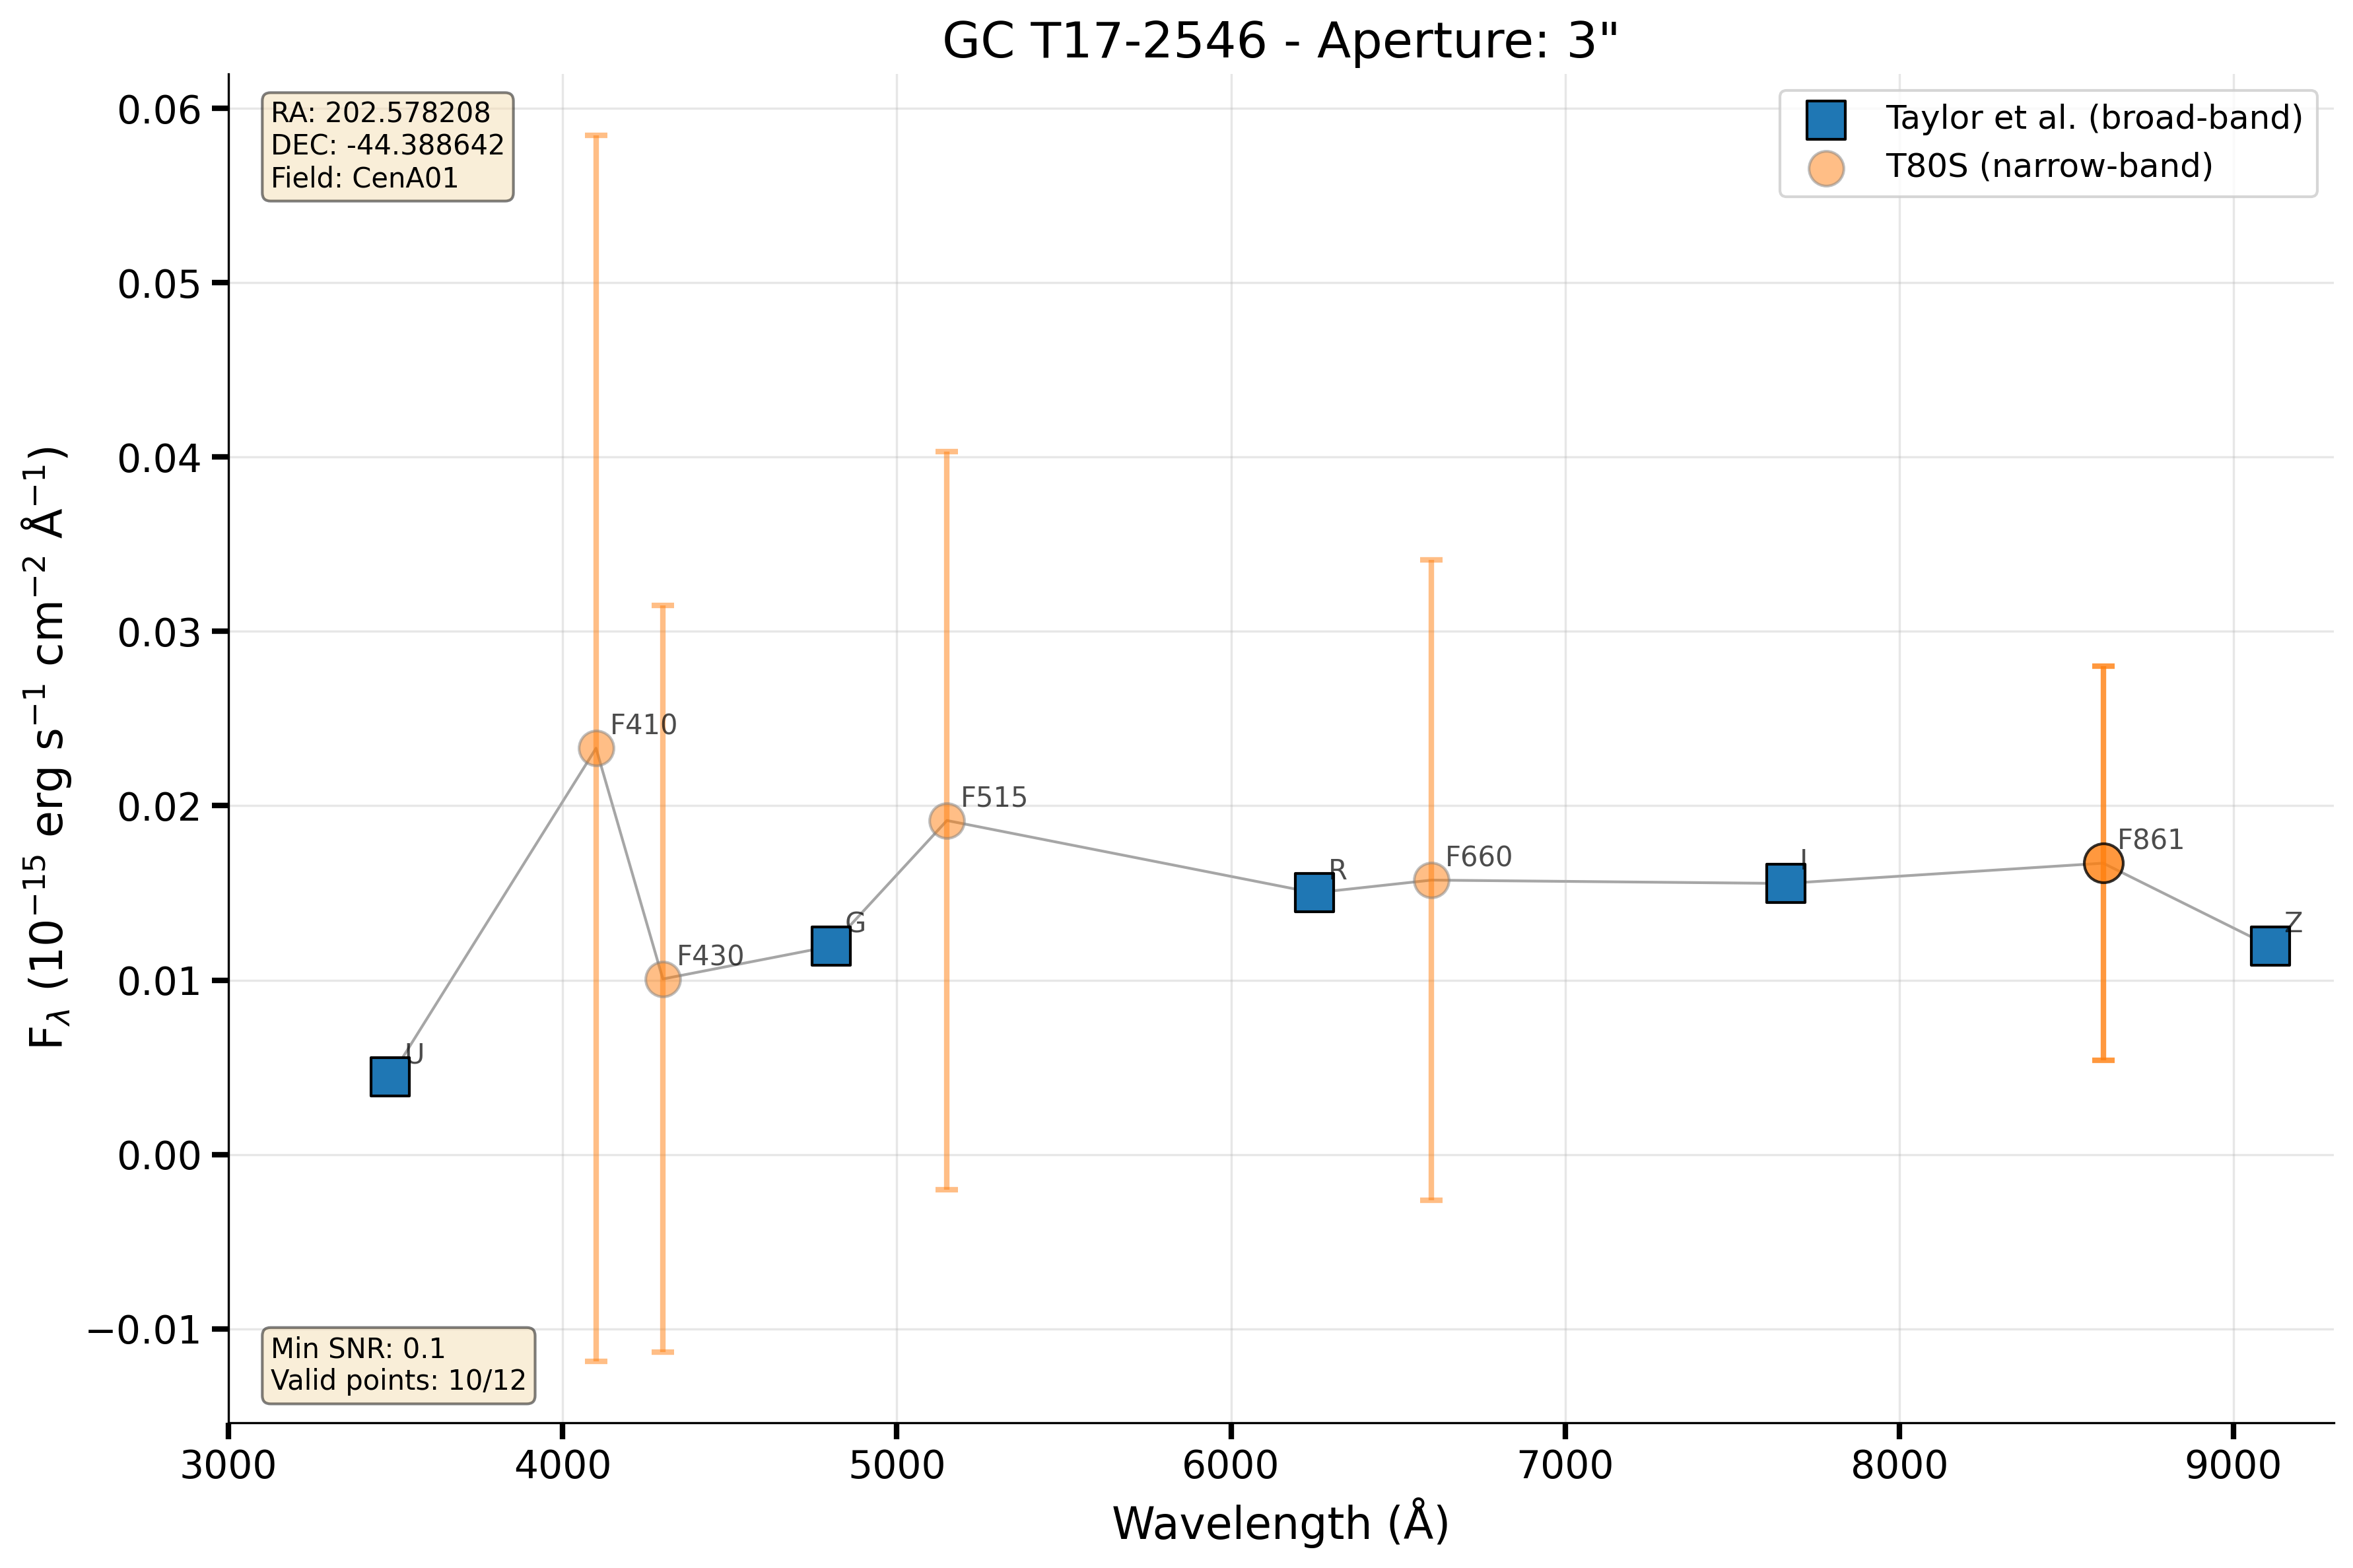 GC T17-2546 - Aperture: 3"
RA: 202.578208
DEC: -44.388642
Field: CenA01
Taylor et al. (broad-band)
T80S (narrow-band)
0.06
0.05
0.04
0.03
0.02
0.01
0.00
−0.01
F_λ (10⁻¹⁵ erg s⁻¹ cm⁻² Å⁻¹)
U
F410
F430
G
F515
R
F660
I
F861
Z
Min SNR: 0.1
Valid points: 10/12
3000 4000 5000 6000 7000 8000 9000
Wavelength (Å)